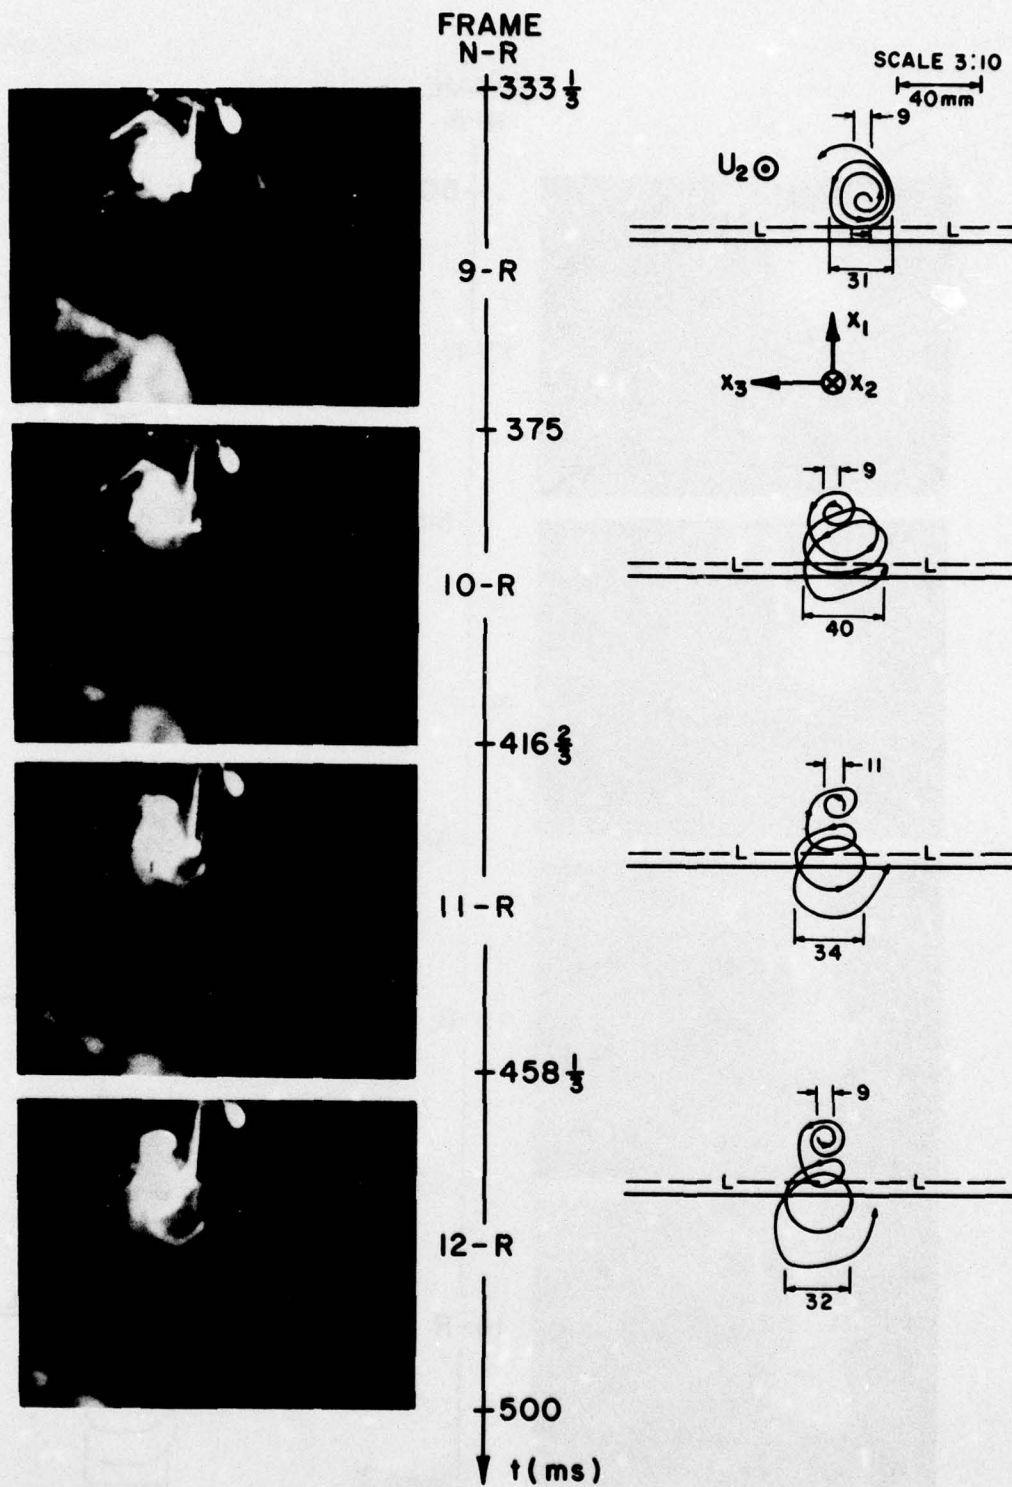 FRAME
N-R
SCALE 3:10
333 1/3
40mm
9
U2
L L
31
9-R
X1
X3 X2
375
9
L L
10-R
40
416 2/3
11
L L
11-R
34
458 1/3
9
L L
12-R
32
500
t(ms)